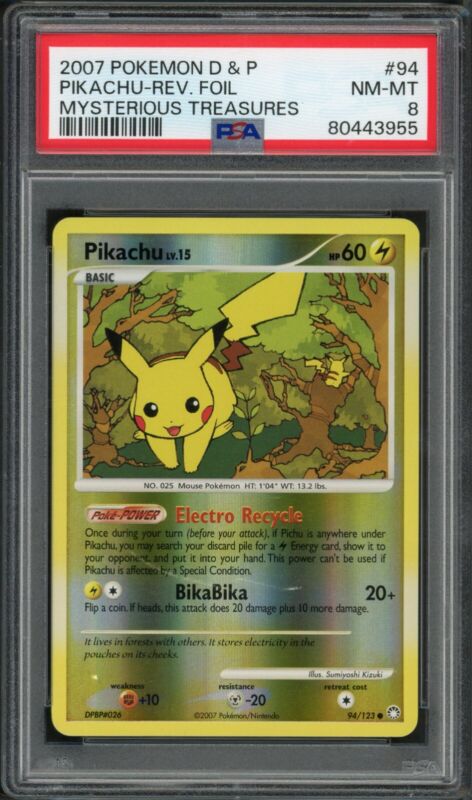 2007 POKEMON D & P #94
PIKACHU-REV. FOIL NM-MT
MYSTERIOUS TREASURES 8
PSA 80443955
Pikachu LV.15 HP 60
BASIC
NO. 025 Mouse Pokémon HT: 1'04" WT: 13.2 lbs.
Poké-POWER Electro Recycle
Once during your turn (before your attack), if Pichu is anywhere under
Pikachu, you may search your discard pile for a Energy card, show it to
your opponent, and put it into your hand. This power can't be used if
Pikachu is affected by a Special Condition.
BikaBika 20+
Flip a coin. If heads, this attack does 20 damage plus 10 more damage.
It lives in forests with others. It stores electricity in the
pouches on its cheeks.
Illus. Sumiyoshi Kizuki
weakness resistance retreat cost
+10 -20
DPBP#026 ©2007 Pokémon/Nintendo 94/123
PSA